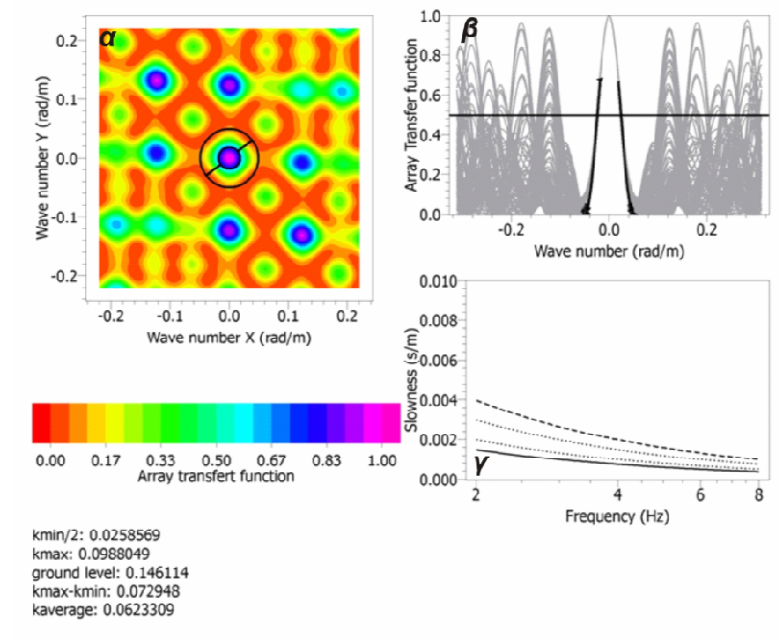 α
0.2
0.1
0.0
-0.1
-0.2
Wave number Y (rad/m)
-0.2
-0.1
0.0
0.1
0.2
Wave number X (rad/m)
β
1.0
0.8
0.6
0.4
0.2
0.0
Array Transfer function
-0.2
0.0
0.2
Wave number (rad/m)
0.010
0.008
0.006
0.004
0.002
0.000
Slowness (s/m)
γ
2
4
6
8
Frequency (Hz)
0.00 0.17 0.33 0.50 0.67 0.83 1.00
Array transfert function
kmin/2: 0.0258569
kmax: 0.0988049
ground level: 0.146114
kmax-kmin: 0.072948
kaverage: 0.0623309